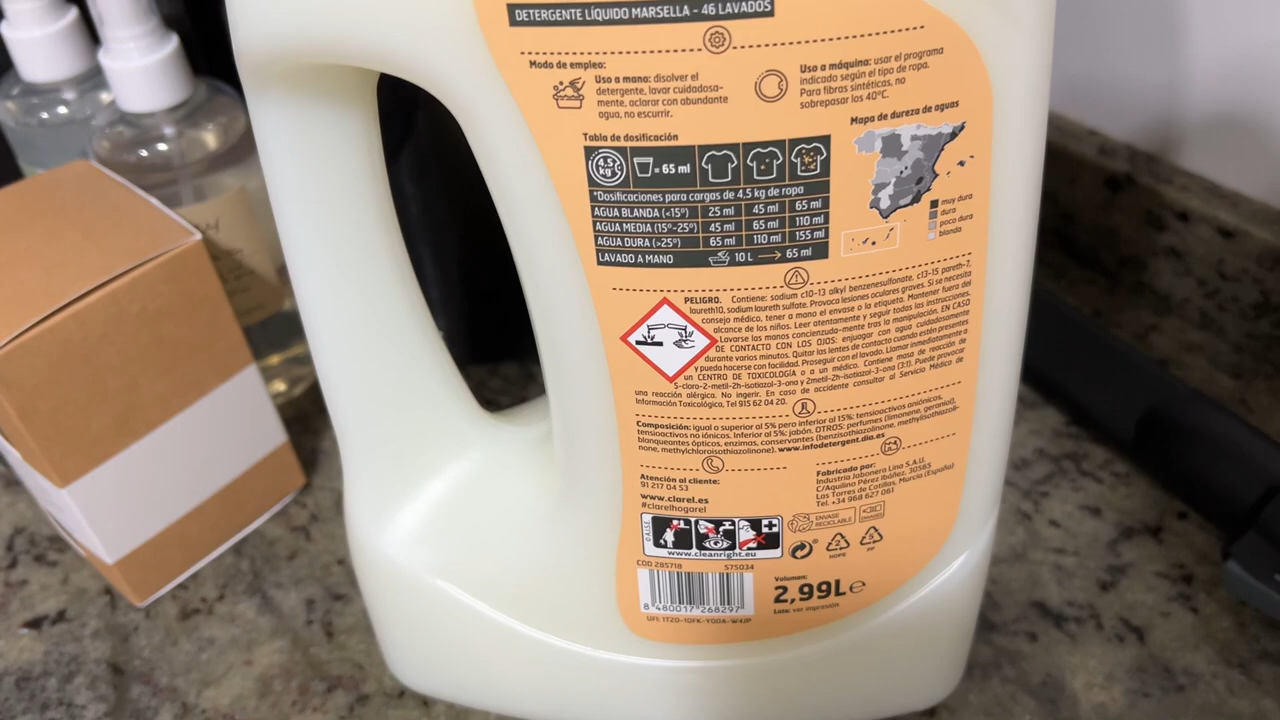 DETERGENTE LÍQUIDO MARSELLA - 46 LAVADOS
Modo de empleo:
Uso a mano: disolver el
detergente, lavar cuidadosa-
mente, aclarar con abundante
agua, no escurrir.
Uso a máquina: usar el programa
indicado según el tipo de ropa.
Para fibras sintéticas, no
sobrepasar los 40ºC.
Tabla de dosificación
4,5 kg = 65 ml
*Dosificaciones para cargas de 4,5 kg de ropa
AGUA BLANDA (<15º) 25 ml 45 ml 65 ml
AGUA MEDIA (15º-25º) 45 ml 65 ml 110 ml
AGUA DURA (>25º) 65 ml 110 ml 155 ml
LAVADO A MANO 10 L → 65 ml
Mapa de dureza de aguas
muy dura
dura
poco dura
blanda
PELIGRO. Contiene: sodium c10-13 alkyl benzenesulfonate, c13-15 pareth-7,
laureth10, sodium laureth sulfate. Provoca lesiones oculares graves. Si se necesita
consejo médico, tener a mano el envase o la etiqueta. Mantener fuera del
alcance de los niños. Leer atentamente y seguir todas las instrucciones.
Lavarse las manos concienzuda-mente tras la manipulación. EN CASO
DE CONTACTO CON LOS OJOS: enjuagar con agua cuidadosamente
durante varios minutos. Quitar las lentes de contacto cuando estén presentes
y pueda hacerse con facilidad. Proseguir con el lavado. Llamar inmediatamente a
un CENTRO DE TOXICOLOGÍA o a un médico. Contiene masa de reacción de
5-cloro-2-metil-2h-isotiazol-3-ona y 2metil-2h-isotiazol-3-ona (3:1). Puede provocar
una reacción alérgica. No ingerir. En caso de accidente consultar al Servicio Médico de
Información Toxicológica, Tel 915 62 04 20.
Composición: igual o superior al 5% pero inferior al 15%: tensioactivos aniónicos,
tensioactivos no iónicos. Inferior al 5%: jabón. OTROS: perfumes (limonene, geraniol),
blanqueantes ópticos, enzimas, conservantes (benzisothiazolinone, methylisothiazoli-
none, methylchloroisothiazolinone). www.infodetergent.dia.es
Atención al cliente:
91 217 04 53
www.clarel.es
#clarelhogarel
Fabricado por:
Industria Jabonera Lina S.A.U.
C/Aquilino Pérez Ibáñez, 30565
Las Torres de Cotillas, Murcia (España)
Tel. +34 968 627 061
© A.I.S.E.
www.cleanright.eu
ENVASE
RECICLABLE
2
HDPE
5
PP
COD 285718 S75034
8 480017 268297
UFI: 1T20-10FK-Y00A-W4JP
Volumen:
2,99L e
Lote: ver impresión